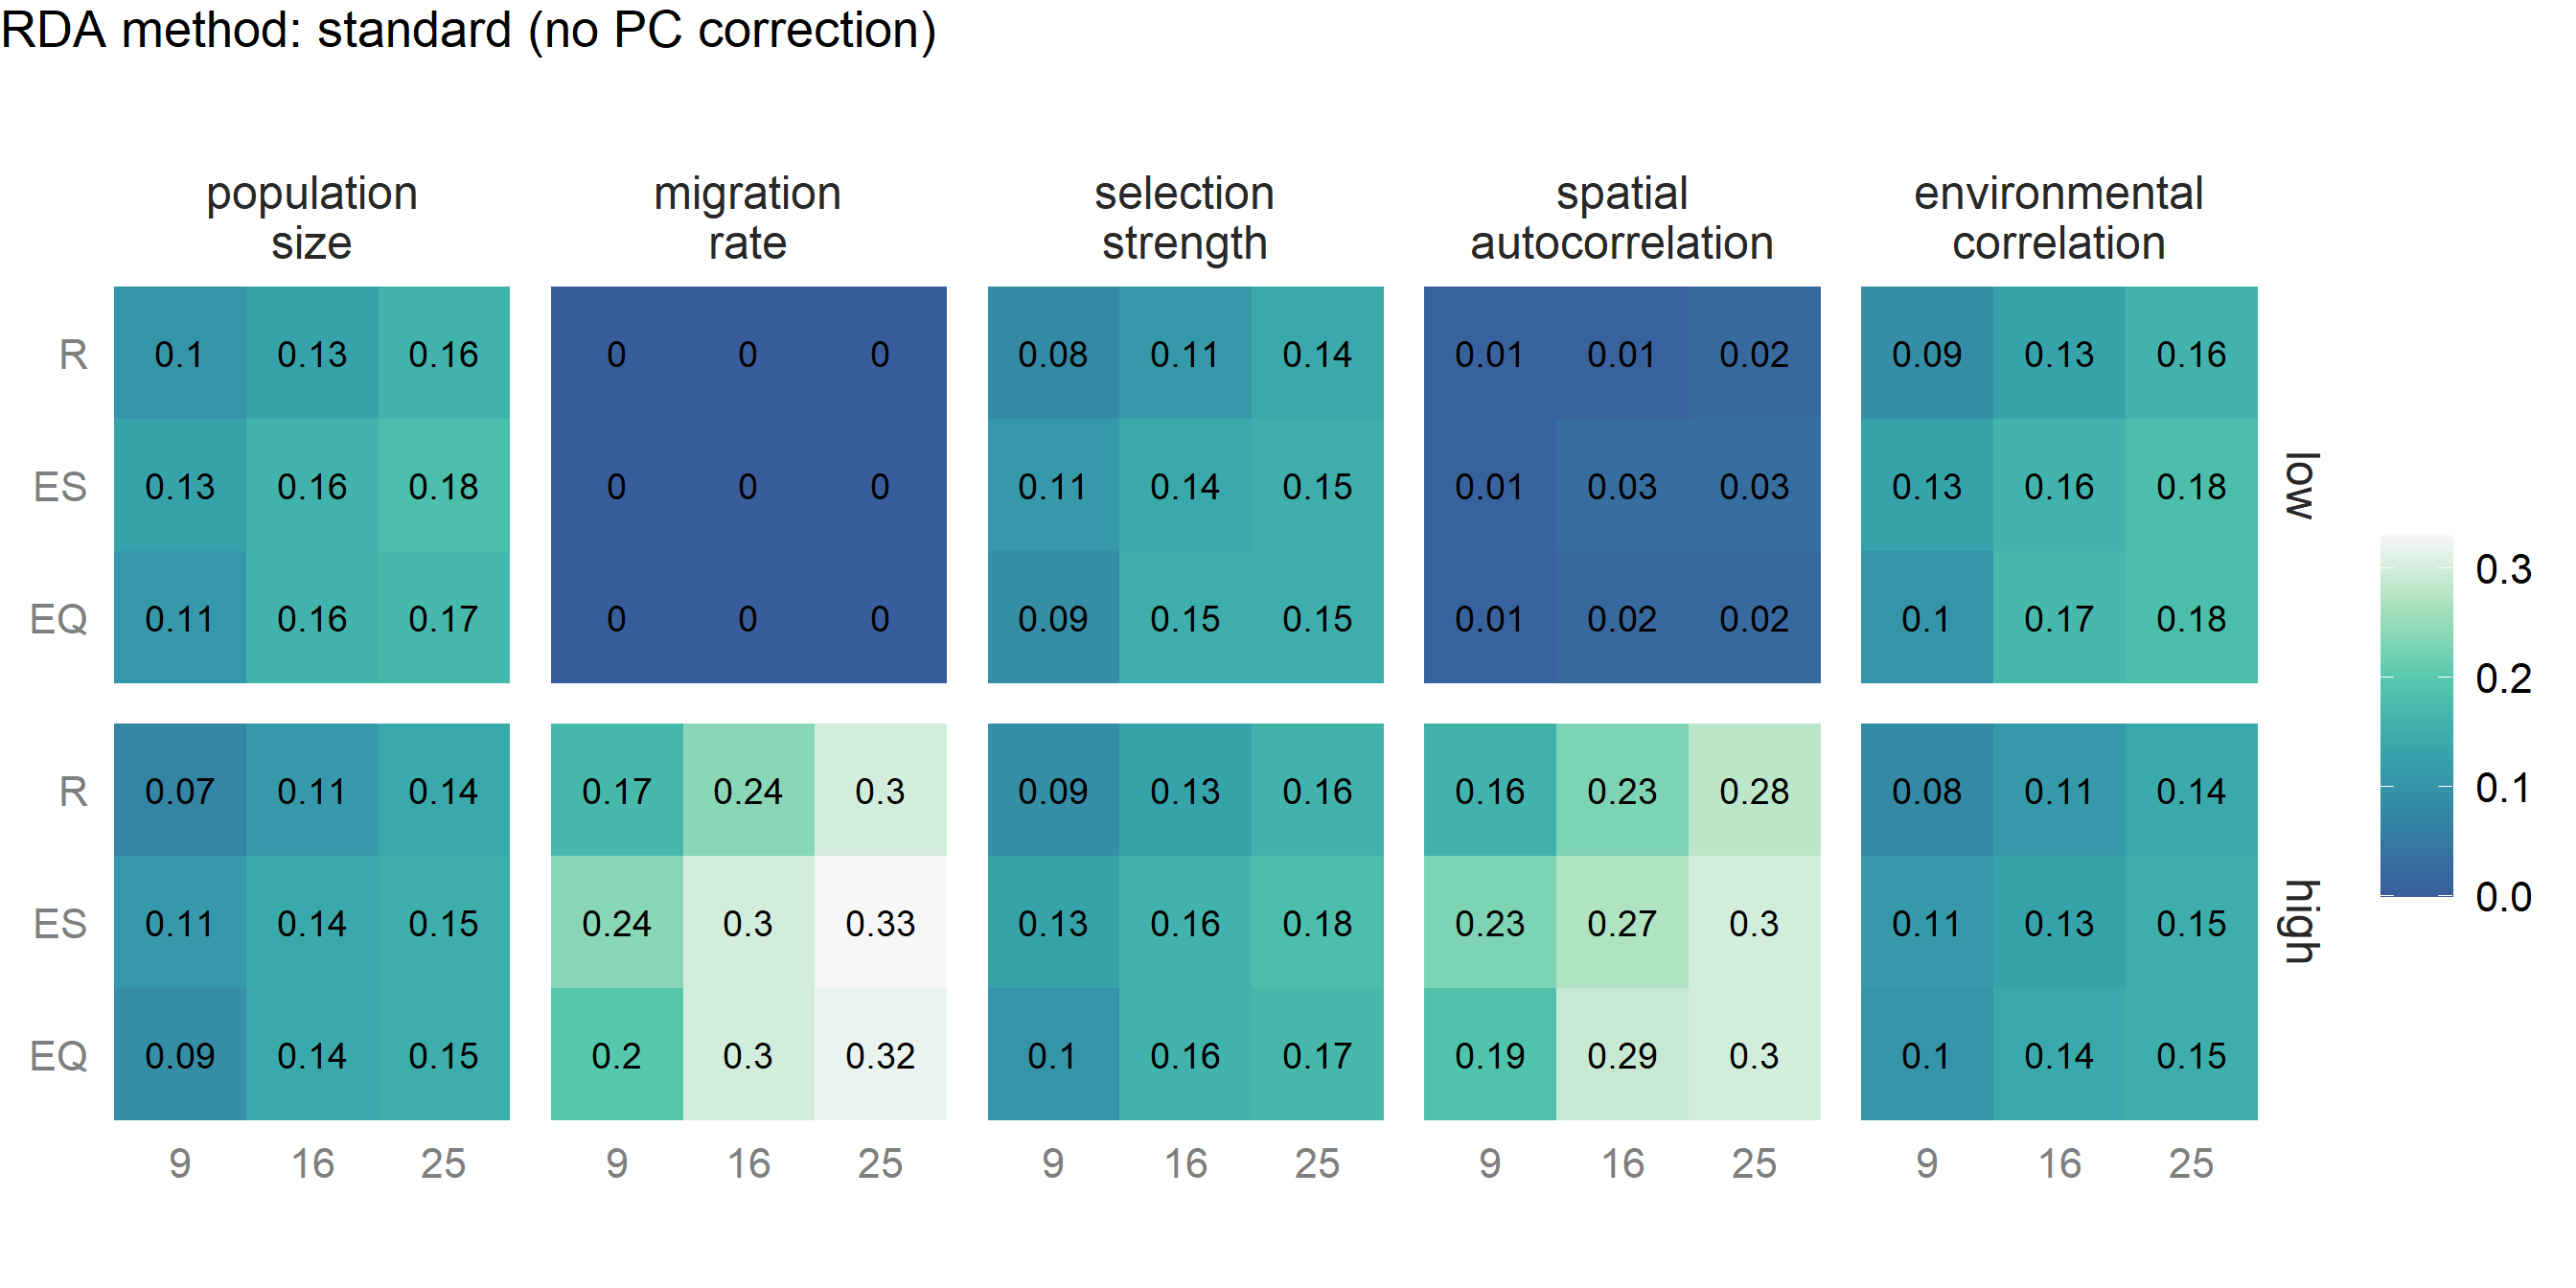 RDA method: standard (no PC correction)
population size
migration rate
selection strength
spatial autocorrelation
environmental correlation
R 0.1 0.13 0.16 0 0 0 0.08 0.11 0.14 0.01 0.01 0.02 0.09 0.13 0.16
ES 0.13 0.16 0.18 0 0 0 0.11 0.14 0.15 0.01 0.03 0.03 0.13 0.16 0.18
EQ 0.11 0.16 0.17 0 0 0 0.09 0.15 0.15 0.01 0.02 0.02 0.1 0.17 0.18
low
R 0.07 0.11 0.14 0.17 0.24 0.3 0.09 0.13 0.16 0.16 0.23 0.28 0.08 0.11 0.14
ES 0.11 0.14 0.15 0.24 0.3 0.33 0.13 0.16 0.18 0.23 0.27 0.3 0.11 0.13 0.15
EQ 0.09 0.14 0.15 0.2 0.3 0.32 0.1 0.16 0.17 0.19 0.29 0.3 0.1 0.14 0.15
high
9 16 25 9 16 25 9 16 25 9 16 25 9 16 25
0.3
0.2
0.1
0.0